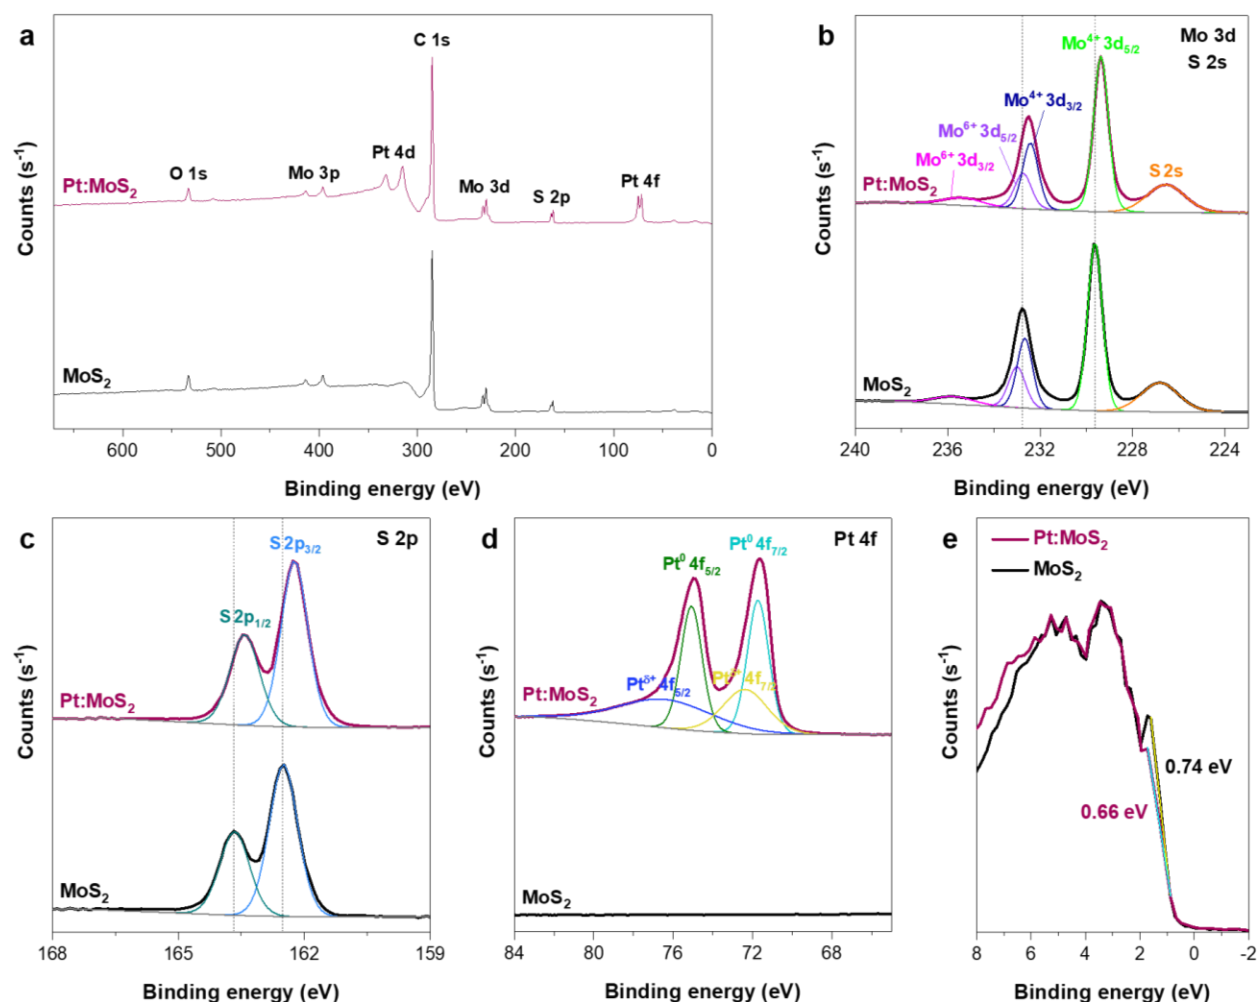 a
C 1s
Pt:MoS₂
O 1s
Mo 3p
Pt 4d
Mo 3d
S 2p
Pt 4f
MoS₂
Counts (s⁻¹)
600 500 400 300 200 100 0
Binding energy (eV)
b
Mo 3d
S 2s
Mo⁴⁺ 3d₅/₂
Mo⁴⁺ 3d₃/₂
Mo⁶⁺ 3d₅/₂
Mo⁶⁺ 3d₃/₂
S 2s
Pt:MoS₂
MoS₂
Counts (s⁻¹)
240 236 232 228 224
Binding energy (eV)
c
S 2p
S 2p₃/₂
S 2p₁/₂
Pt:MoS₂
MoS₂
Counts (s⁻¹)
168 165 162 159
Binding energy (eV)
d
Pt 4f
Pt⁰ 4f₇/₂
Pt⁰ 4f₅/₂
Pt^δ⁺ 4f₅/₂
Pt^δ⁺ 4f₇/₂
Pt:MoS₂
MoS₂
Counts (s⁻¹)
84 80 76 72 68
Binding energy (eV)
e
Pt:MoS₂
MoS₂
0.74 eV
0.66 eV
Counts (s⁻¹)
8 6 4 2 0 -2
Binding energy (eV)